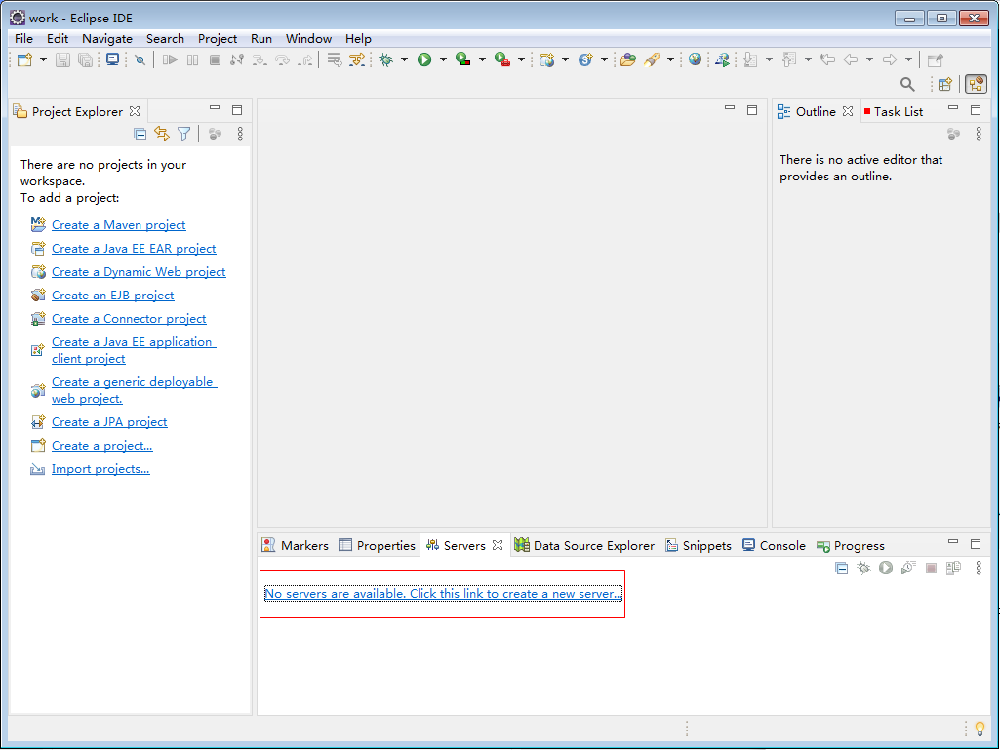 work - Eclipse IDE
File Edit Navigate Search Project Run Window Help
Project Explorer
There are no projects in your
workspace.
To add a project:
Create a Maven project
Create a Java EE EAR project
Create a Dynamic Web project
Create an EJB project
Create a Connector project
Create a Java EE application
client project
Create a generic deployable
web project.
Create a JPA project
Create a project...
Import projects...
Outline Task List
There is no active editor that
provides an outline.
Markers Properties Servers Data Source Explorer Snippets Console Progress
No servers are available. Click this link to create a new server...